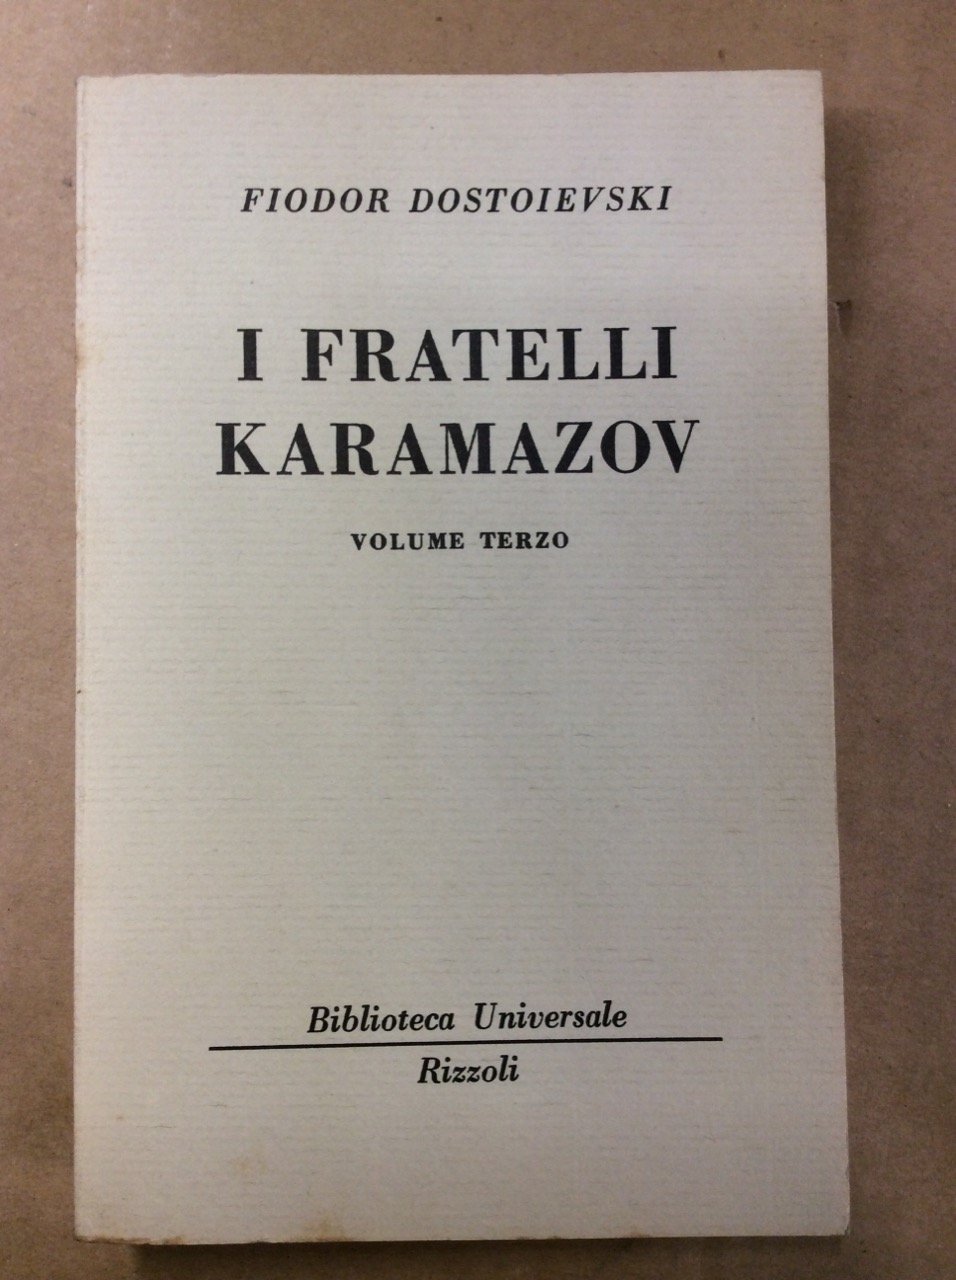 FIODOR DOSTOIEVSKI
I FRATELLI
KARAMAZOV
VOLUME TERZO
Biblioteca Universale
Rizzoli